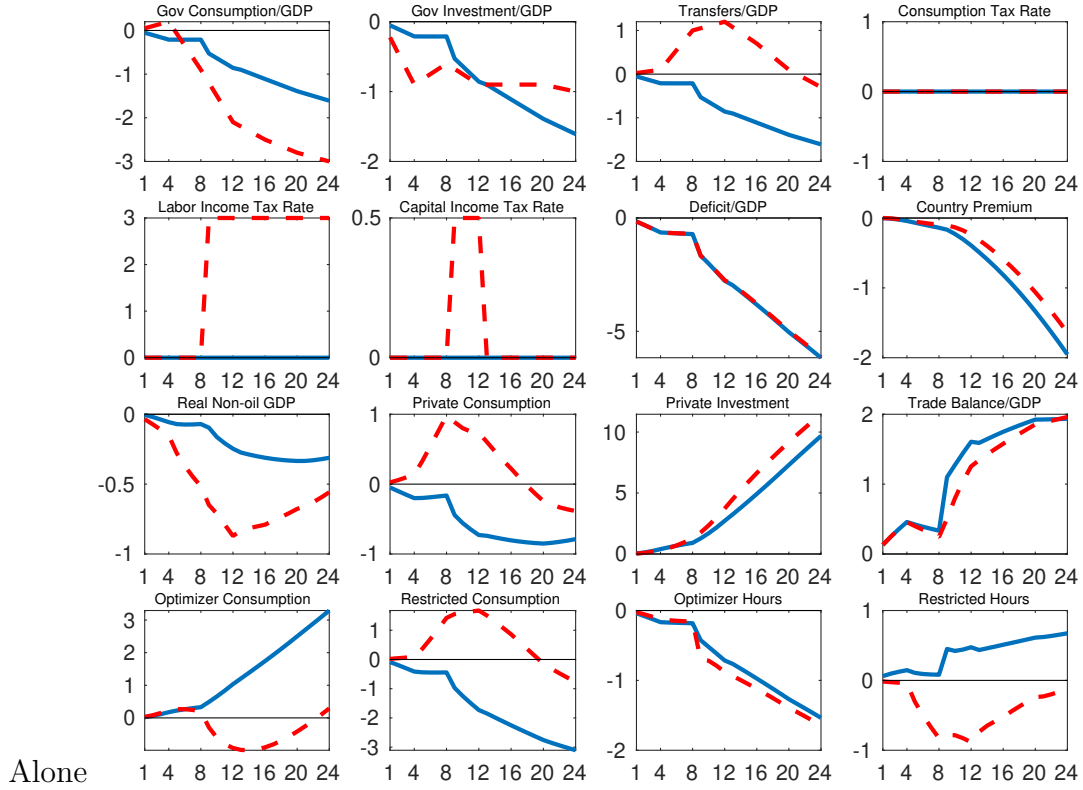 Gov Consumption/GDP Gov Investment/GDP Transfers/GDP Consumption Tax Rate
0 0 1 1
-1 -1 0 0
-2 -1
-3 -2 -2 -1
1 4 8 12 16 20 24 1 4 8 12 16 20 24 1 4 8 12 16 20 24 1 4 8 12 16 20 24
Labor Income Tax Rate Capital Income Tax Rate Deficit/GDP Country Premium
3 0.5 0 0
2 -1
1 -5
0 0 -2
1 4 8 12 16 20 24 1 4 8 12 16 20 24 1 4 8 12 16 20 24 1 4 8 12 16 20 24
Real Non-oil GDP Private Consumption Private Investment Trade Balance/GDP
0 1 10 2
-0.5 0 5 1
-1 -1 0 0
1 4 8 12 16 20 24 1 4 8 12 16 20 24 1 4 8 12 16 20 24 1 4 8 12 16 20 24
Optimizer Consumption Restricted Consumption Optimizer Hours Restricted Hours
3 1 0 1
2 0
1 -1 -1 0
0 -2
-3 -2 -1
1 4 8 12 16 20 24 1 4 8 12 16 20 24 1 4 8 12 16 20 24 1 4 8 12 16 20 24
Alone